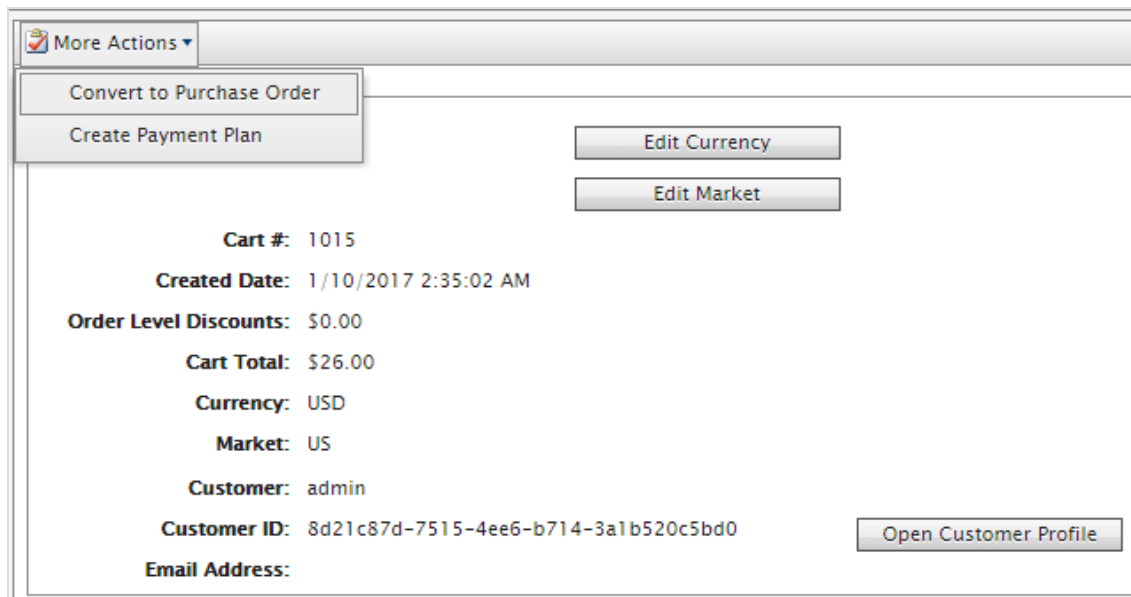 More Actions
Convert to Purchase Order
Create Payment Plan
Edit Currency
Edit Market
Cart #: 1015
Created Date: 1/10/2017 2:35:02 AM
Order Level Discounts: $0.00
Cart Total: $26.00
Currency: USD
Market: US
Customer: admin
Customer ID: 8d21c87d-7515-4ee6-b714-3a1b520c5bd0
Open Customer Profile
Email Address: